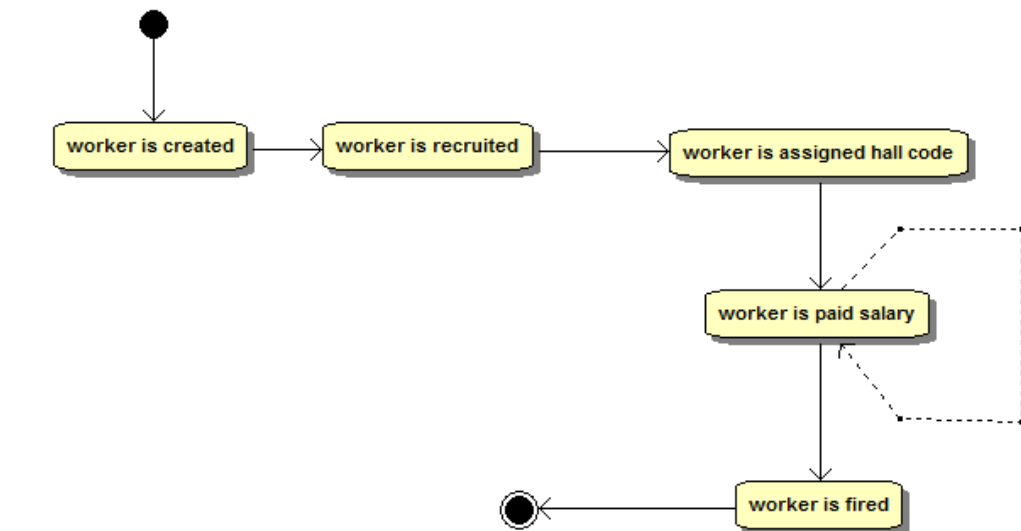 worker is created
worker is recruited
worker is assigned hall code
worker is paid salary
worker is fired